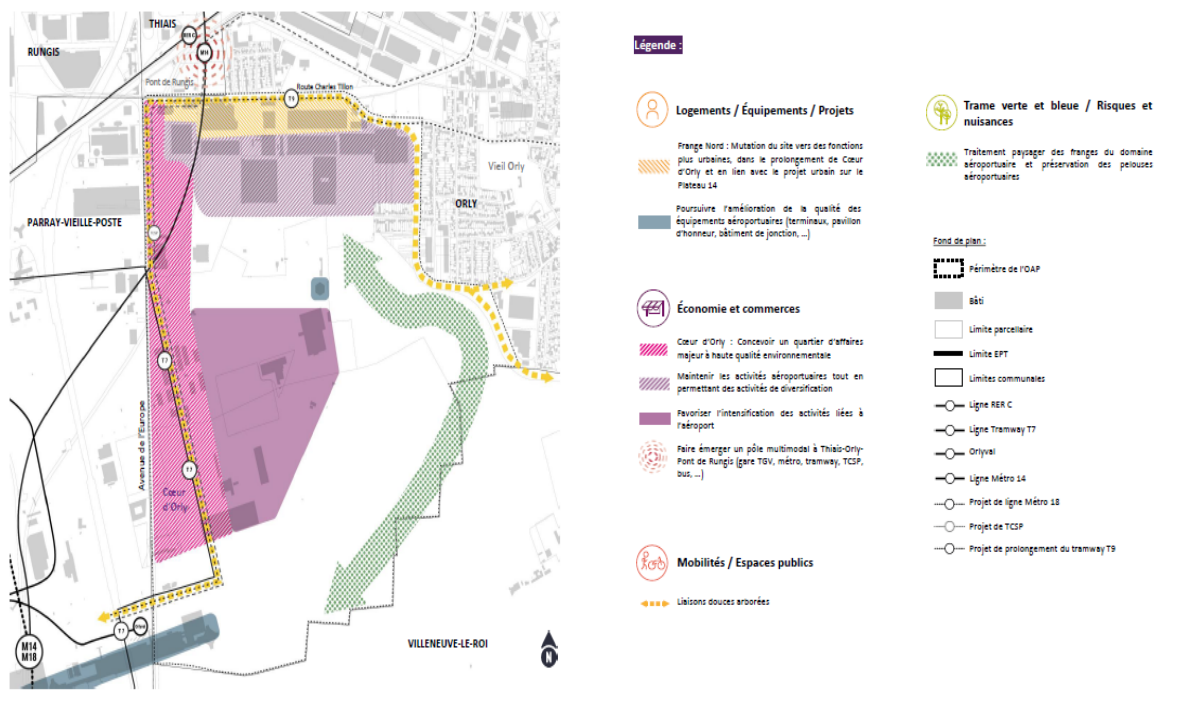 THIAIS
RUNGIS
RER C
M14
Pont de Rungis
Route Charles Tillon
T9
Vieil Orly
ORLY
PARRAY-VIEILLE-POSTE
T7
Avenue de l'Europe
T7
Cœur
d'Orly
T7
Orlyval
M14
M18
VILLENEUVE-LE-ROI
N
Légende :
Logements / Équipements / Projets
Frange Nord : Mutation du site vers des fonctions
plus urbaines, dans le prolongement de Cœur
d'Orly et en lien avec le projet urbain sur le
Plateau 14
Poursuivre l'amélioration de la qualité des
équipements aéroportuaires (terminaux, pavillon
d'honneur, bâtiment de jonction, ...)
Économie et commerces
Cœur d'Orly : Concevoir un quartier d'affaires
majeur à haute qualité environnementale
Maintenir les activités aéroportuaires tout en
permettant des activités de diversification
Favoriser l'intensification des activités liées à
l'aéroport
Faire émerger un pôle multimodal à Thiais-Orly-
Pont de Rungis (gare TGV, métro, tramway, TCSP,
bus, ...)
Mobilités / Espaces publics
Liaisons douces arborées
Trame verte et bleue / Risques et
nuisances
Traitement paysager des franges du domaine
aéroportuaire et préservation des pelouses
aéroportuaires
Fond de plan :
Périmètre de l'OAP
Bâti
Limite parcellaire
Limite EPT
Limites communales
Ligne RER C
Ligne Tramway T7
Orlyval
Ligne Métro 14
Projet de ligne Métro 18
Projet de TCSP
Projet de prolongement du tramway T9